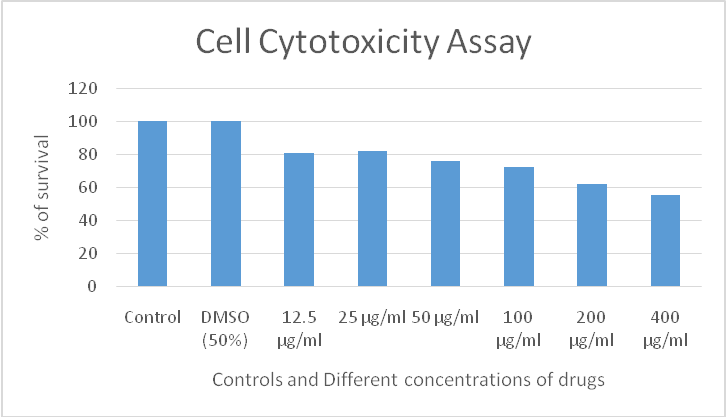 Cell Cytotoxicity Assay
120
100
80
60
40
20
0
% of survival
Control
DMSO
(50%)
12.5
µg/ml
25 µg/ml
50 µg/ml
100
µg/ml
200
µg/ml
400
µg/ml
Controls and Different concentrations of drugs